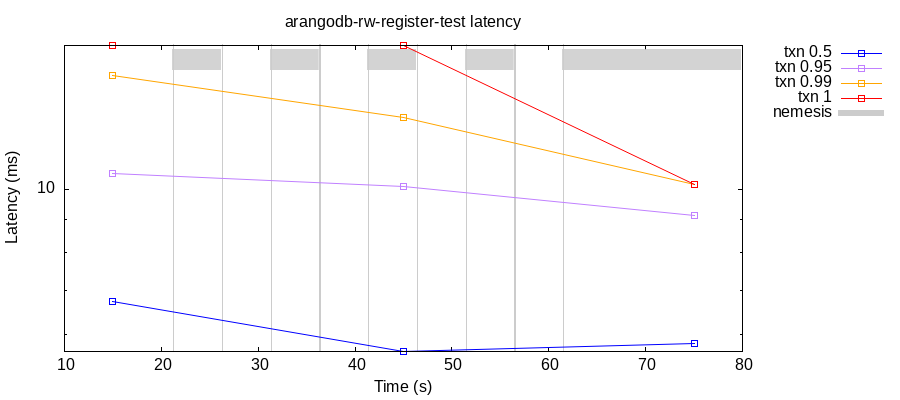 arangodb-rw-register-test latency
txn 0.5
txn 0.95
txn 0.99
txn 1
nemesis
Latency (ms)
10
10 20 30 40 50 60 70 80
Time (s)